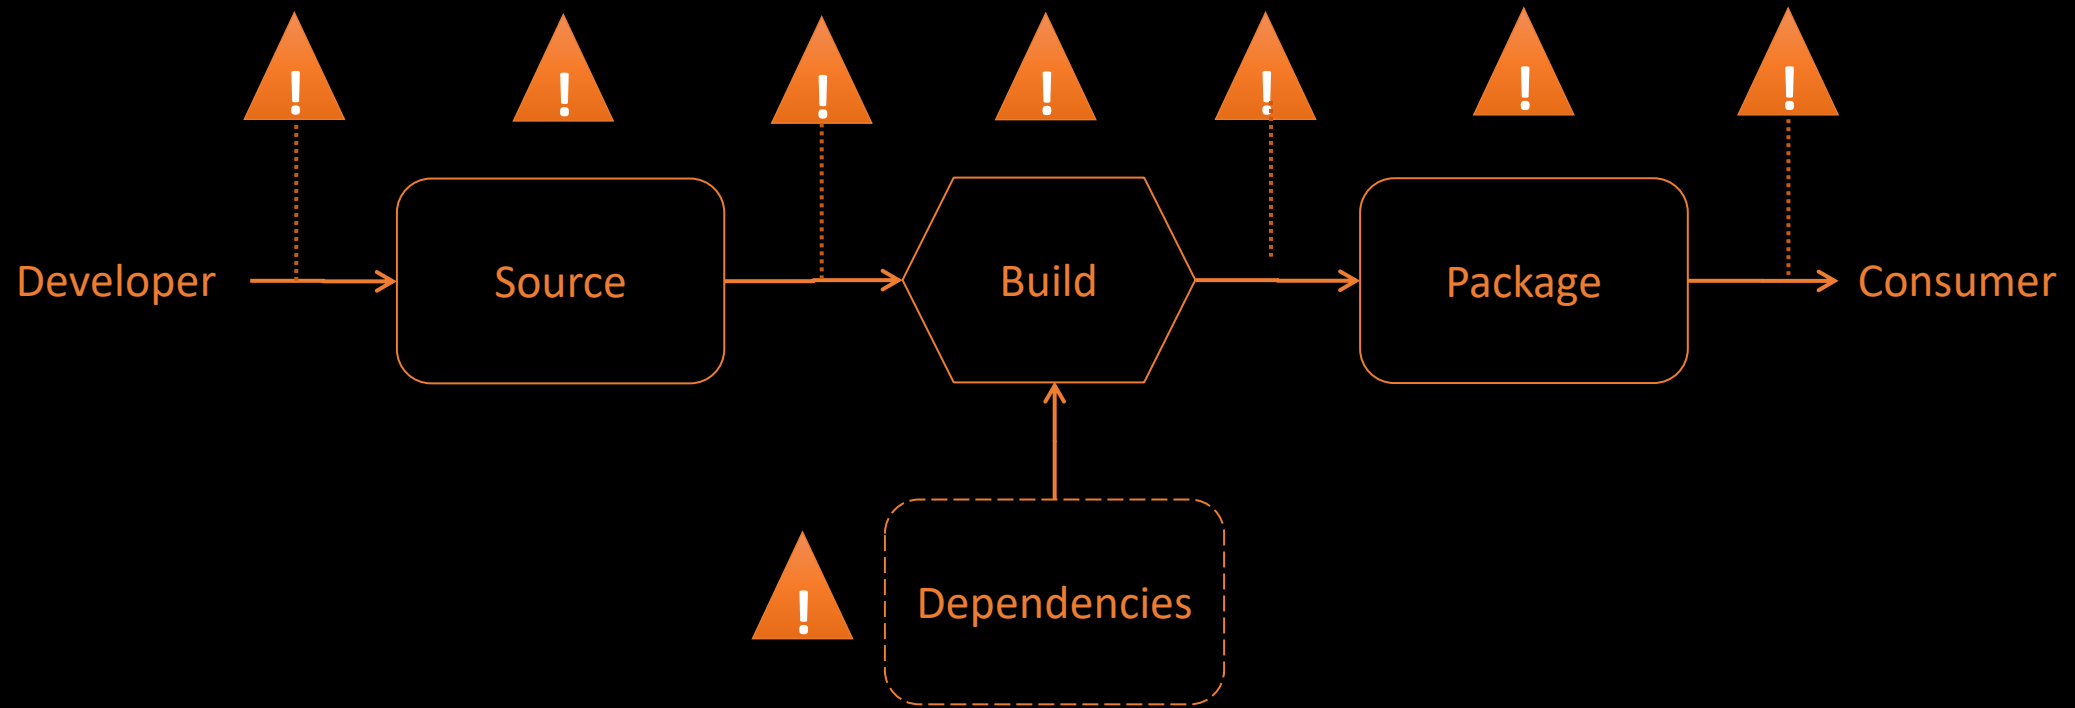 !
!
!
!
!
!
!
Developer
Source
Build
Package
Consumer
!
Dependencies